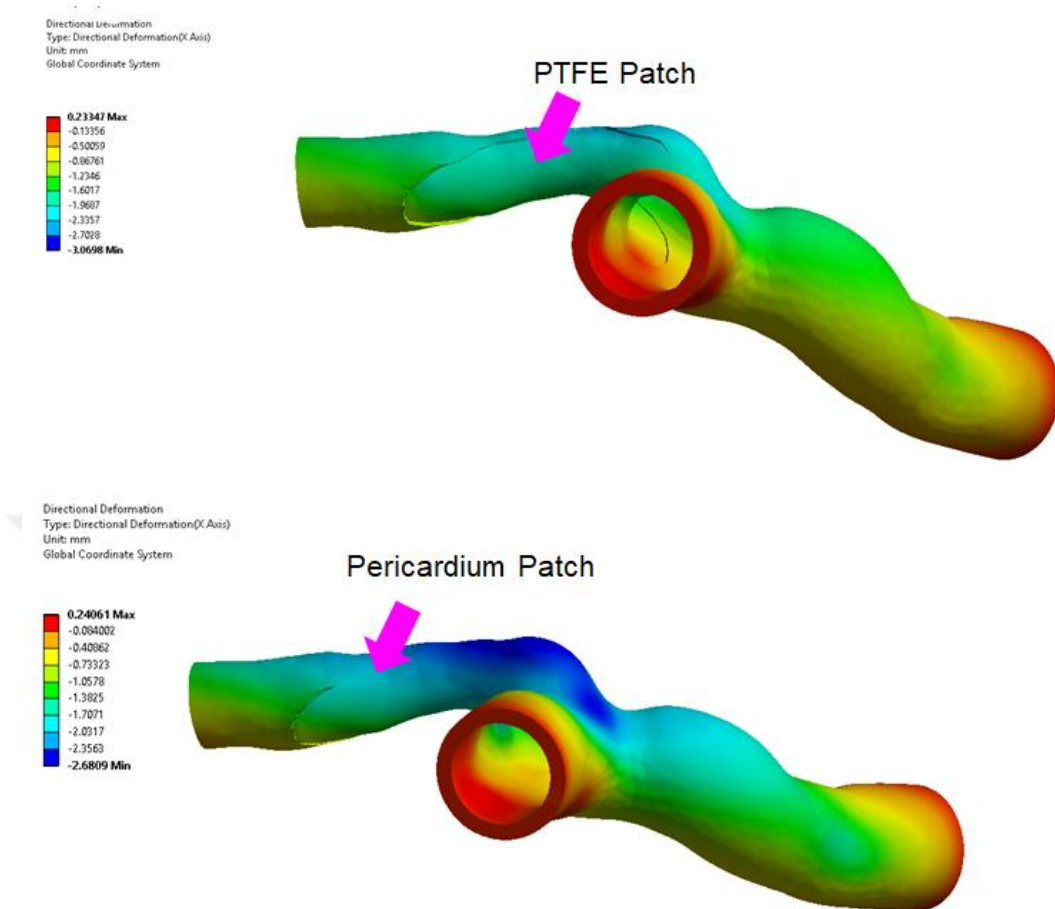 Directional Deformation
Type: Directional Deformation(X Axis)
Unit: mm
Global Coordinate System
PTFE Patch
0.23347 Max
-0.13356
-0.50059
-0.86761
-1.2346
-1.6017
-1.9687
-2.3357
-2.7028
-3.0698 Min
Directional Deformation
Type: Directional Deformation(X Axis)
Unit: mm
Global Coordinate System
Pericardium Patch
0.24061 Max
-0.084002
-0.40862
-0.73323
-1.0578
-1.3825
-1.7071
-2.0317
-2.3563
-2.6809 Min